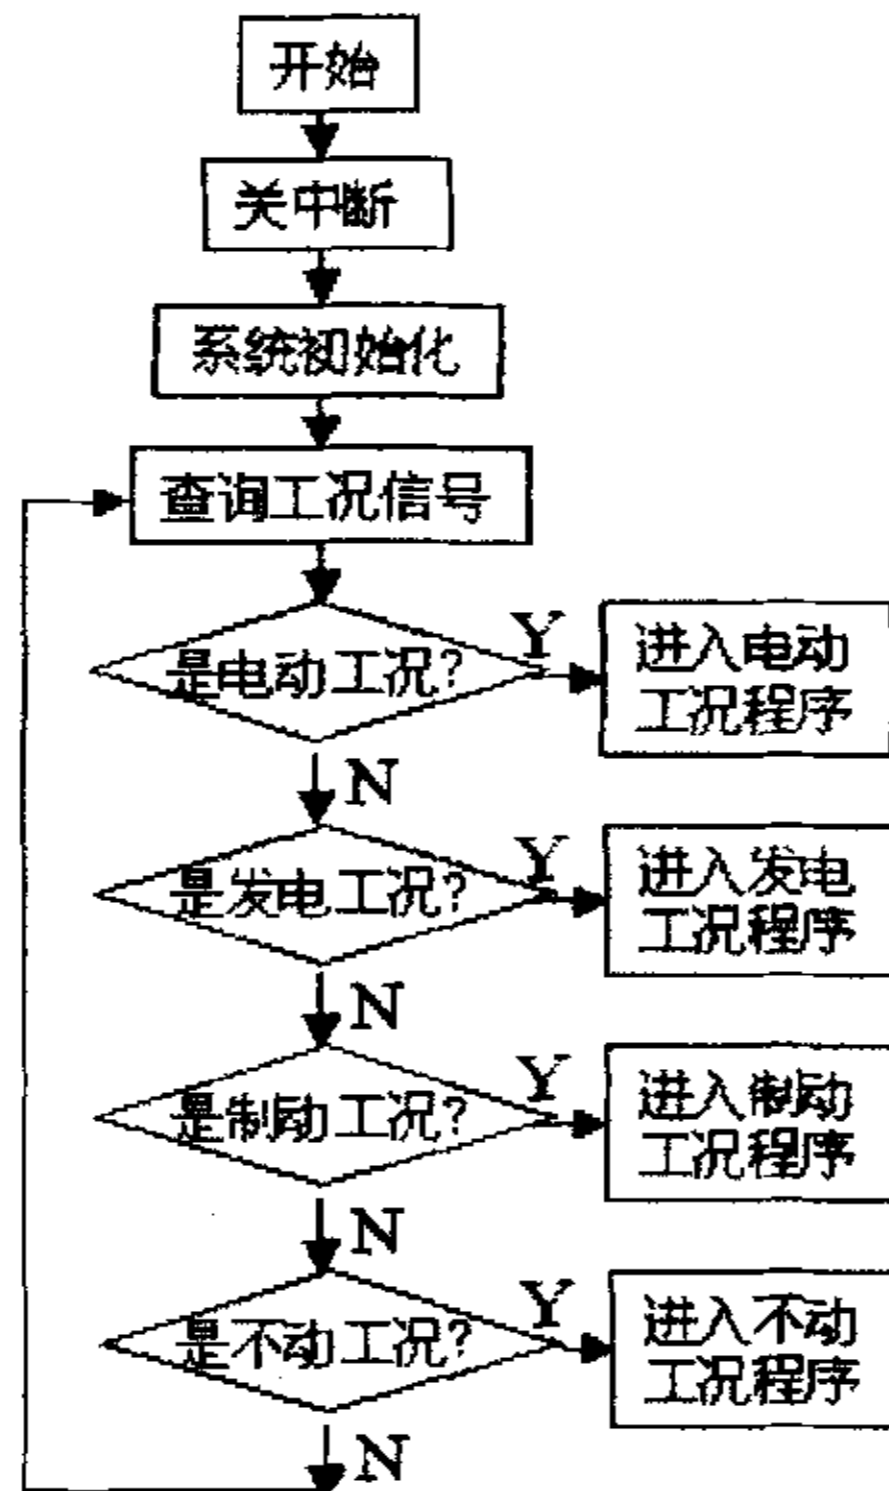 开始
关中断
系统初始化
查询工况信号
是电动工况?
Y
进入电动
工况程序
N
是发电工况?
Y
进入发电
工况程序
N
是制动工况?
Y
进入制动
工况程序
N
是不动工况?
Y
进入不动
工况程序
N